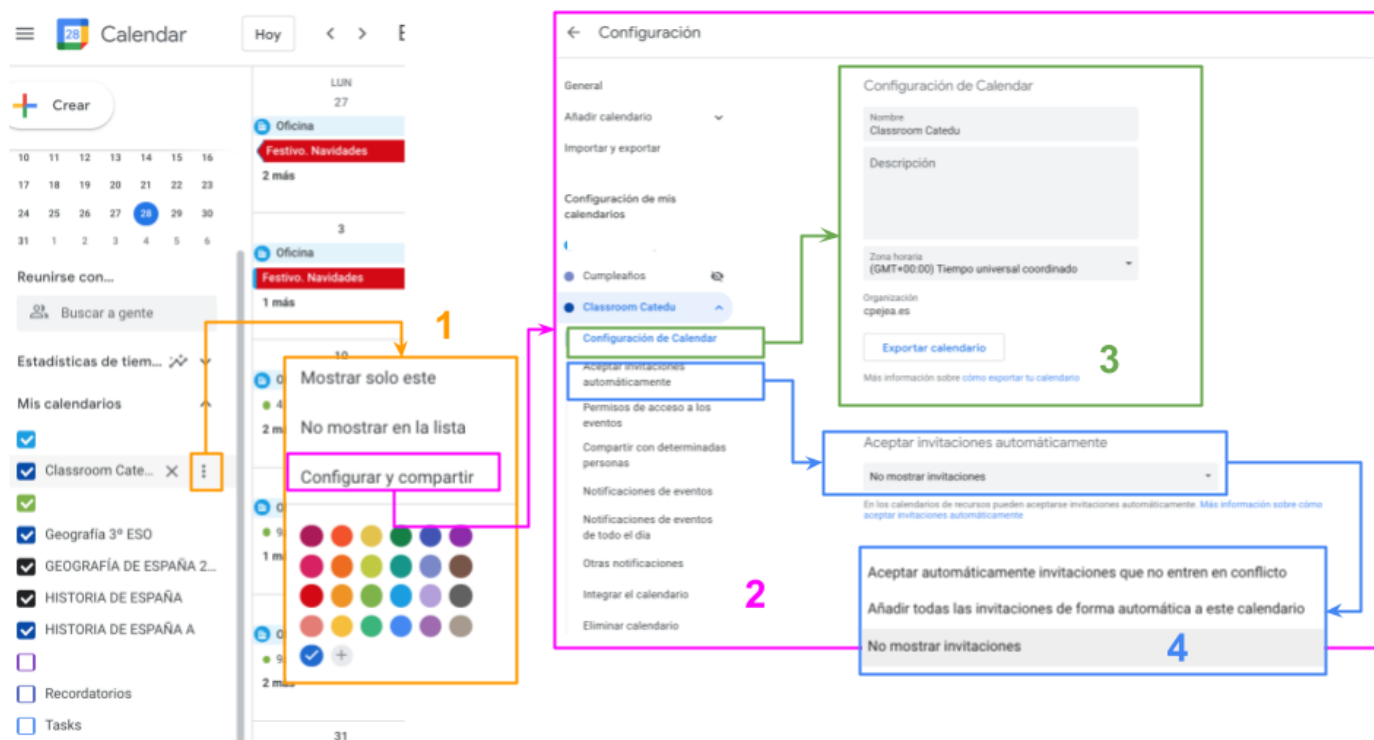 28
Calendar
Hoy
Crear
10 11 12 13 14 15 16
17 18 19 20 21 22 23
24 25 26 27 28 29 30
31 1 2 3 4 5 6
Reunirse con...
Buscar a gente
Estadísticas de tiem...
Mis calendarios
Classroom Cate...
Geografía 3º ESO
GEOGRAFÍA DE ESPAÑA 2...
HISTORIA DE ESPAÑA
HISTORIA DE ESPAÑA A
Recordatorios
Tasks
LUN
27
Oficina
Festivo. Navidades
2 más
3
Oficina
Festivo. Navidades
1 más
10
2 más
31
1
Mostrar solo este
No mostrar en la lista
Configurar y compartir
Configuración
General
Añadir calendario
Importar y exportar
Configuración de mis
calendarios
Cumpleaños
Classroom Catedu
Configuración de Calendar
Aceptar invitaciones
automáticamente
Permisos de acceso a los
eventos
Compartir con determinadas
personas
Notificaciones de eventos
Notificaciones de eventos
de todo el día
Otras notificaciones
Integrar el calendario
Eliminar calendario
2
Configuración de Calendar
Nombre
Classroom Catedu
Descripción
Zona horaria
(GMT+00:00) Tiempo universal coordinado
Organización
cpejea.es
Exportar calendario
Más información sobre cómo exportar tu calendario
3
Aceptar invitaciones automáticamente
No mostrar invitaciones
En los calendarios de recursos pueden aceptarse invitaciones automáticamente. Más información sobre cómo
aceptar invitaciones automáticamente
Aceptar automáticamente invitaciones que no entren en conflicto
Añadir todas las invitaciones de forma automática a este calendario
No mostrar invitaciones
4